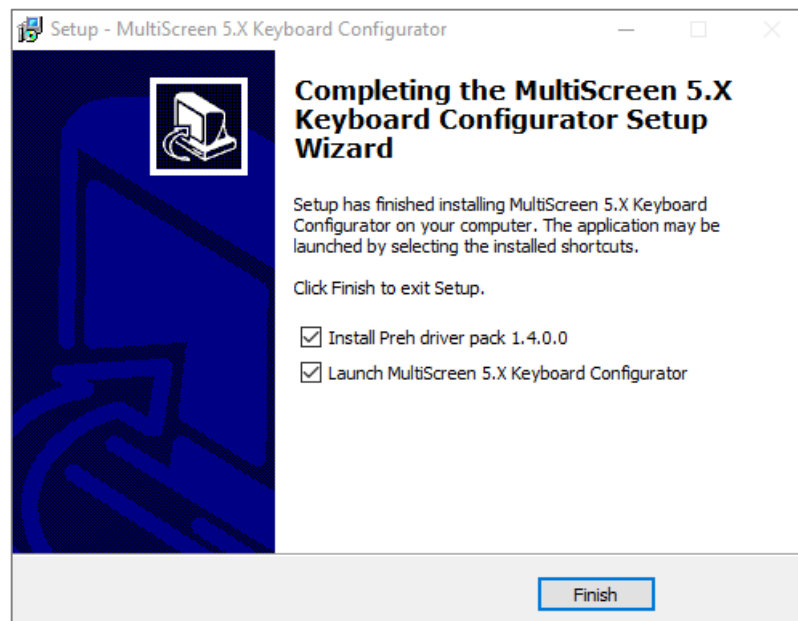 Setup - MultiScreen 5.X Keyboard Configurator
Completing the MultiScreen 5.X
Keyboard Configurator Setup
Wizard
Setup has finished installing MultiScreen 5.X Keyboard
Configurator on your computer. The application may be
launched by selecting the installed shortcuts.
Click Finish to exit Setup.
Install Preh driver pack 1.4.0.0
Launch MultiScreen 5.X Keyboard Configurator
Finish